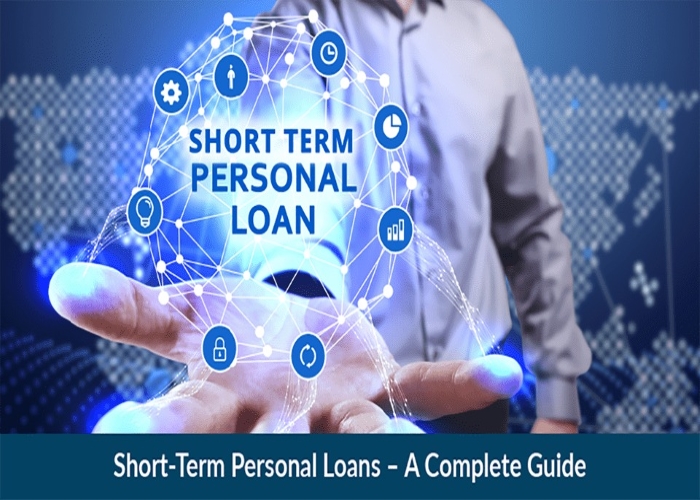 SHORT TERM
PERSONAL
LOAN
Short-Term Personal Loans – A Complete Guide